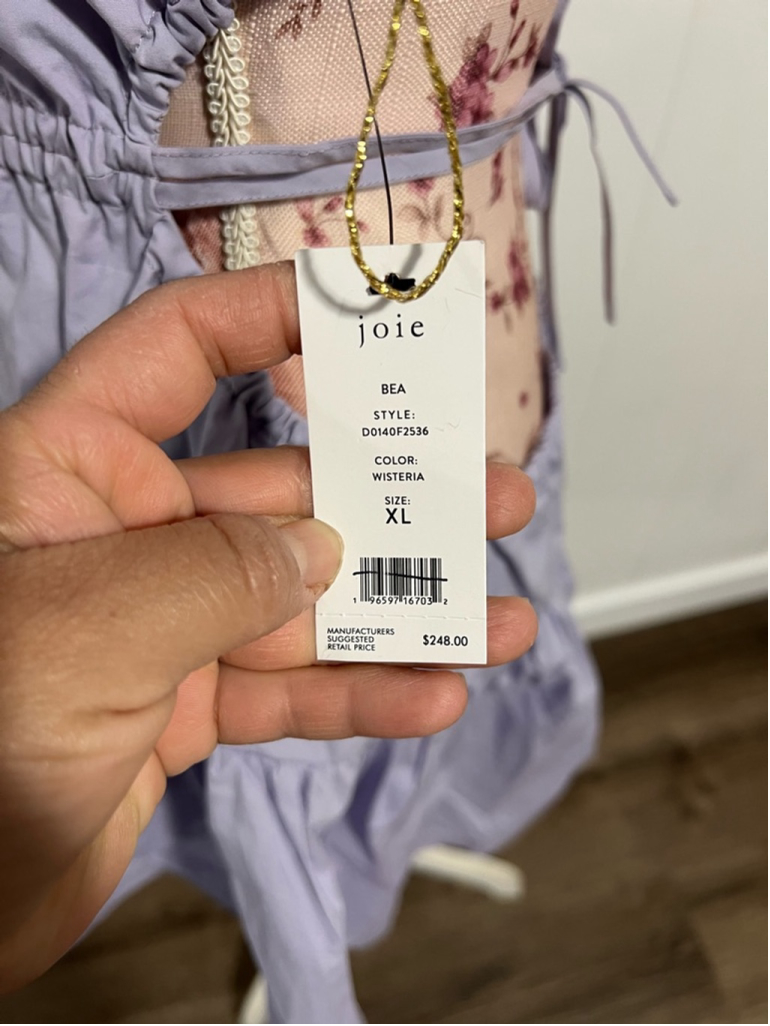 joie
BEA
STYLE:
D0140F2536
COLOR:
WISTERIA
SIZE:
XL
1 96597 16703 2
MANUFACTURERS
SUGGESTED
RETAIL PRICE
$248.00